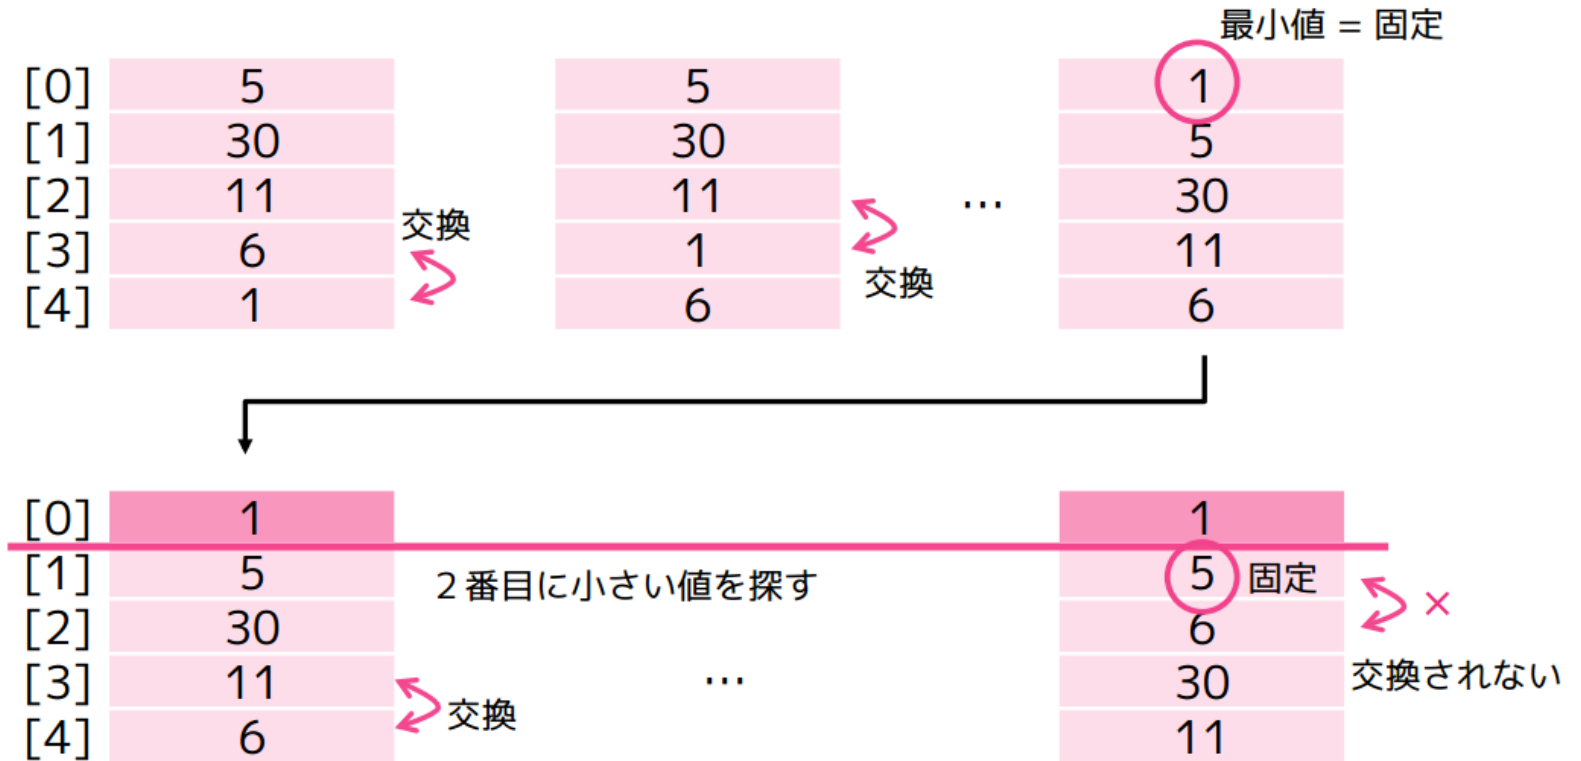 最小値 = 固定
[0] 5 5 1
[1] 30 30 5
[2] 11 11 … 30
交換
[3] 6 1 11
交換
[4] 1 6 6
[0] 1 1
[1] 5 2番目に小さい値を探す 5 固定
×
[2] 30 6
[3] 11 … 30 交換されない
交換
[4] 6 11